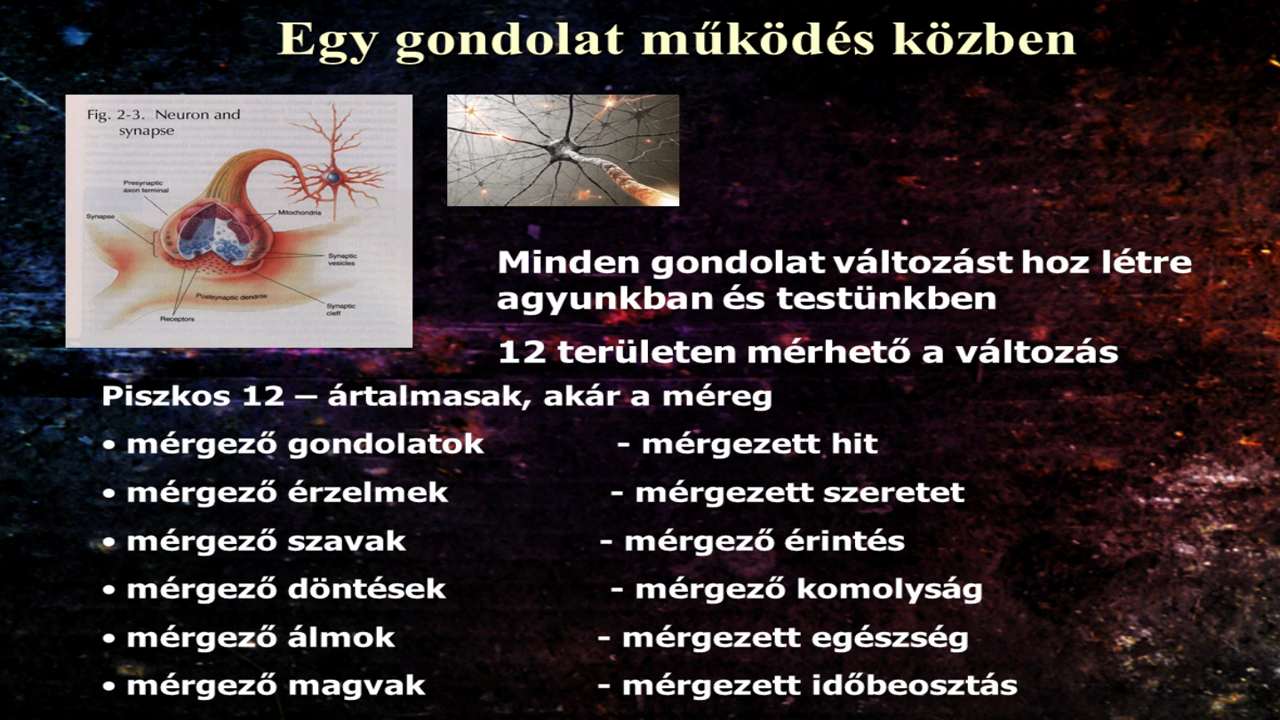 Egy gondolat működés közben
Fig. 2-3. Neuron and
synapse
Presynaptic
axon terminal
Synapse
Mitochondria
Synaptic
vesicles
Postsynaptic dendrite
Synaptic
cleft
Receptors
Minden gondolat változást hoz létre
agyunkban és testünkben
12 területen mérhető a változás
Piszkos 12 – ártalmasak, akár a méreg
• mérgező gondolatok - mérgezett hit
• mérgező érzelmek - mérgezett szeretet
• mérgező szavak - mérgező érintés
• mérgező döntések - mérgező komolyság
• mérgező álmok - mérgezett egészség
• mérgező magvak - mérgezett időbeosztás